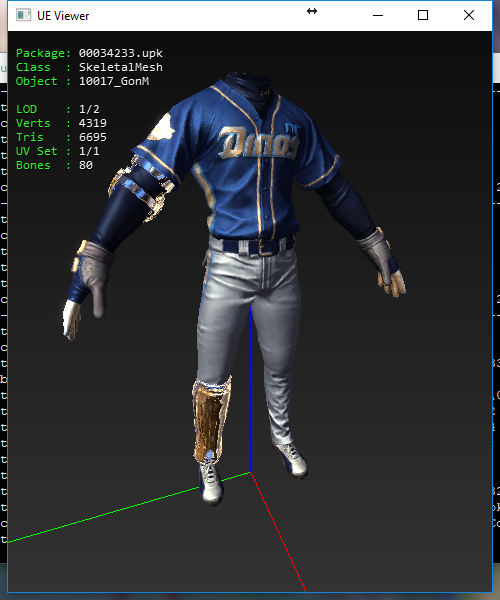 UE Viewer
Package: 00034233.upk
Class : SkeletalMesh
Object : 10017_GonM
LOD : 1/2
Verts : 4319
Tris : 6695
UV Set : 1/1
Bones : 80
Dinos